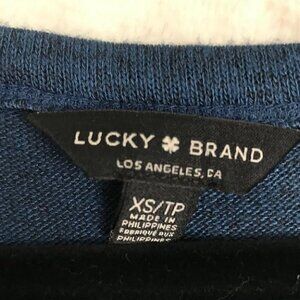 LUCKY BRAND
LOS ANGELES, CA
XS/TP
MADE IN
PHILIPPINES
FABRIQUÉ AUX
PHILIPPINES